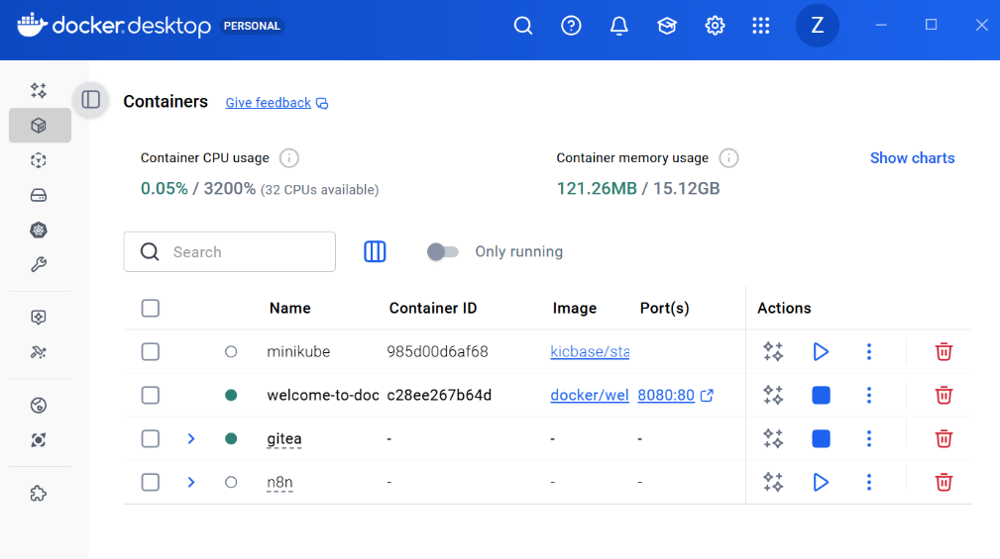 docker.desktop PERSONAL Z
Containers Give feedback
Container CPU usage
Container memory usage
Show charts
0.05% / 3200% (32 CPUs available)
121.26MB / 15.12GB
Search
Only running
Name Container ID Image Port(s) Actions
minikube 985d00d6af68 kicbase/sta
welcome-to-doc c28ee267b64d docker/wel 8080:80
gitea - - -
n8n - - -